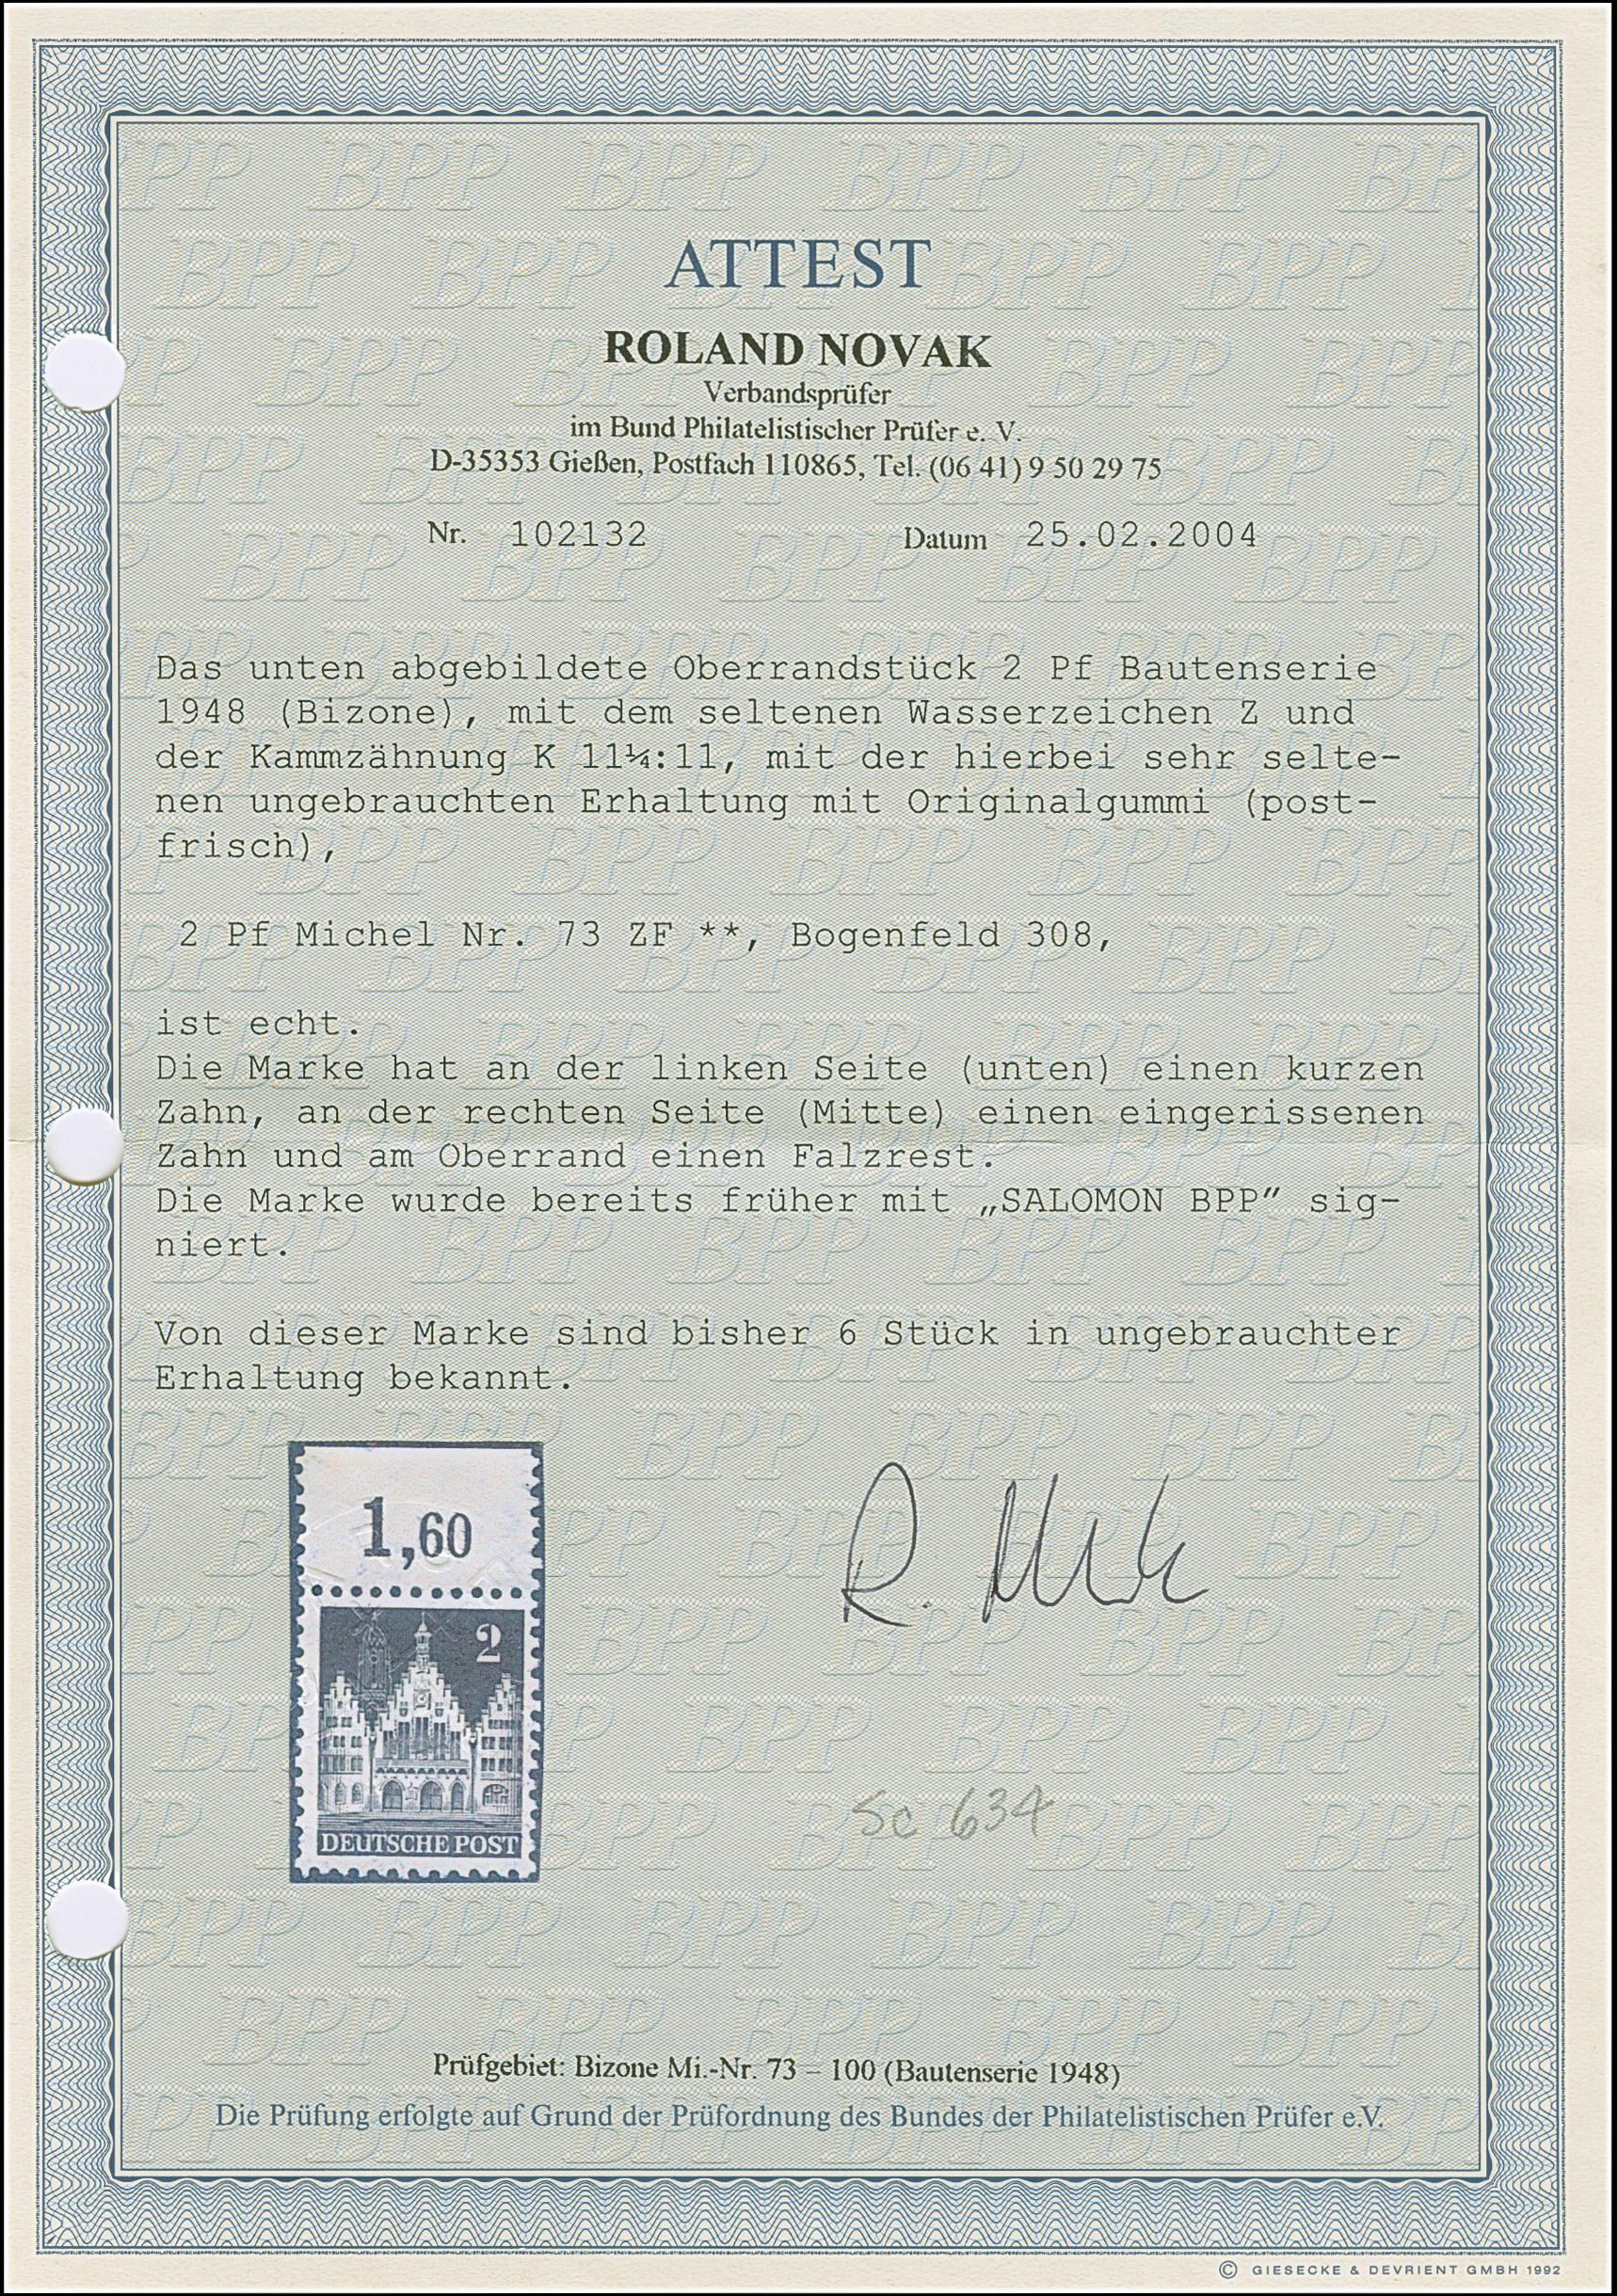 ATTEST
ROLAND NOVAK
Verbandsprüfer
im Bund Philatelistischer Prüfer e. V.
D-35353 Gießen, Postfach 110865, Tel. (06 41) 9 50 29 75
Nr. 102132 Datum 25.02.2004
Das unten abgebildete Oberrandstück 2 Pf Bautenserie
1948 (Bizone), mit dem seltenen Wasserzeichen Z und
der Kammzähnung K 11¼:11, mit der hierbei sehr selte-
nen ungebrauchten Erhaltung mit Originalgummi (post-
frisch),
2 Pf Michel Nr. 73 ZF **, Bogenfeld 308,
ist echt.
Die Marke hat an der linken Seite (unten) einen kurzen
Zahn, an der rechten Seite (Mitte) einen eingerissenen
Zahn und am Oberrand einen Falzrest.
Die Marke wurde bereits früher mit „SALOMON BPP" sig-
niert.
Von dieser Marke sind bisher 6 Stück in ungebrauchter
Erhaltung bekannt.
1,60
2
DEUTSCHE POST
Sc 634
Prüfgebiet: Bizone Mi.-Nr. 73 – 100 (Bautenserie 1948)
Die Prüfung erfolgte auf Grund der Prüfordnung des Bundes der Philatelistischen Prüfer e.V.
© GIESECKE & DEVRIENT GMBH 1992